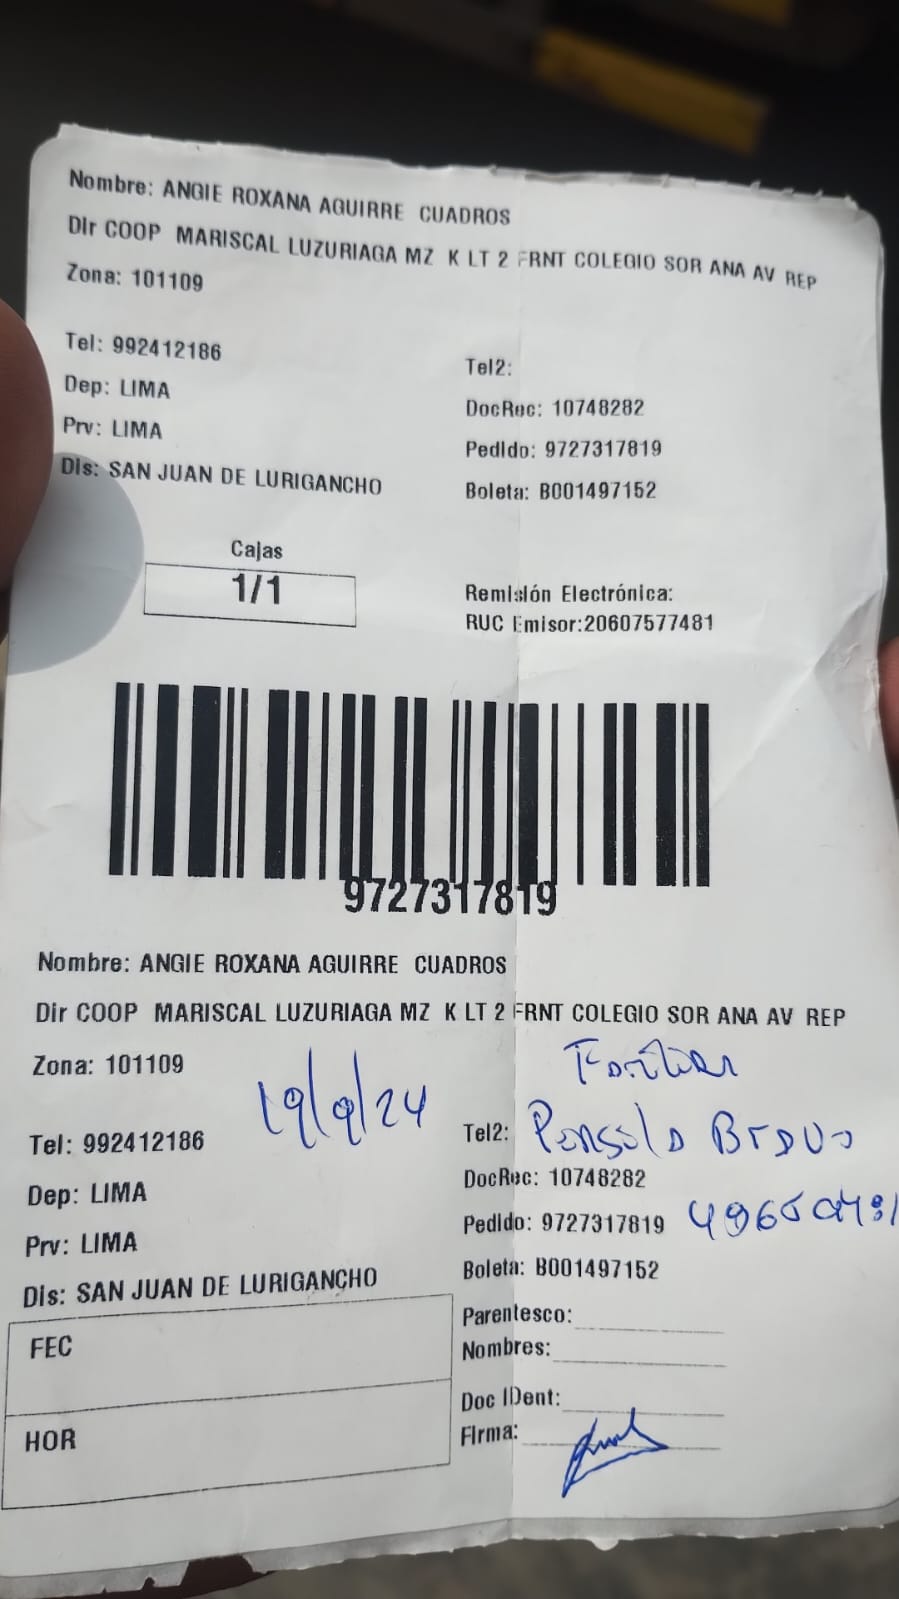 Nombre: ANGIE ROXANA AGUIRRE CUADROS
Dir COOP MARISCAL LUZURIAGA MZ K LT 2 FRNT COLEGIO SOR ANA AV REP
Zona: 101109
Tel: 992412186
Tel2:
Dep: LIMA
DocRec: 10748282
Prv: LIMA
Pedido: 9727317819
Dis: SAN JUAN DE LURIGANCHO
Boleta: B001497152
Cajas
1/1
Remisión Electrónica:
RUC Emisor:20607577481
9727317819
Nombre: ANGIE ROXANA AGUIRRE CUADROS
Dir COOP MARISCAL LUZURIAGA MZ K LT 2 FRNT COLEGIO SOR ANA AV REP
Zona: 101109
19/9/24
Tel: 992412186
Tel2:
Dep: LIMA
DocRec: 10748282
Prv: LIMA
Pedido: 9727317819
Dis: SAN JUAN DE LURIGANCHO
Boleta: B001497152
FEC
HOR
Parentesco:
Nombres:
Doc IDent:
Firma: